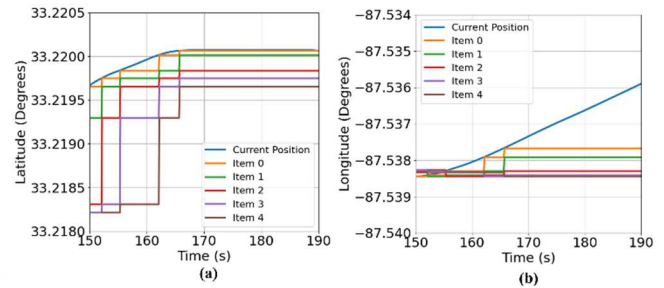 33.2205
33.2200
33.2195
33.2190
33.2185
33.2180
Latitude (Degrees)
Current Position
Item 0
Item 1
Item 2
Item 3
Item 4
150 160 170 180 190
Time (s)
(a)
−87.534
−87.535
−87.536
−87.537
−87.538
−87.539
−87.540
Longitude (Degrees)
Current Position
Item 0
Item 1
Item 2
Item 3
Item 4
150 160 170 180 190
Time (s)
(b)